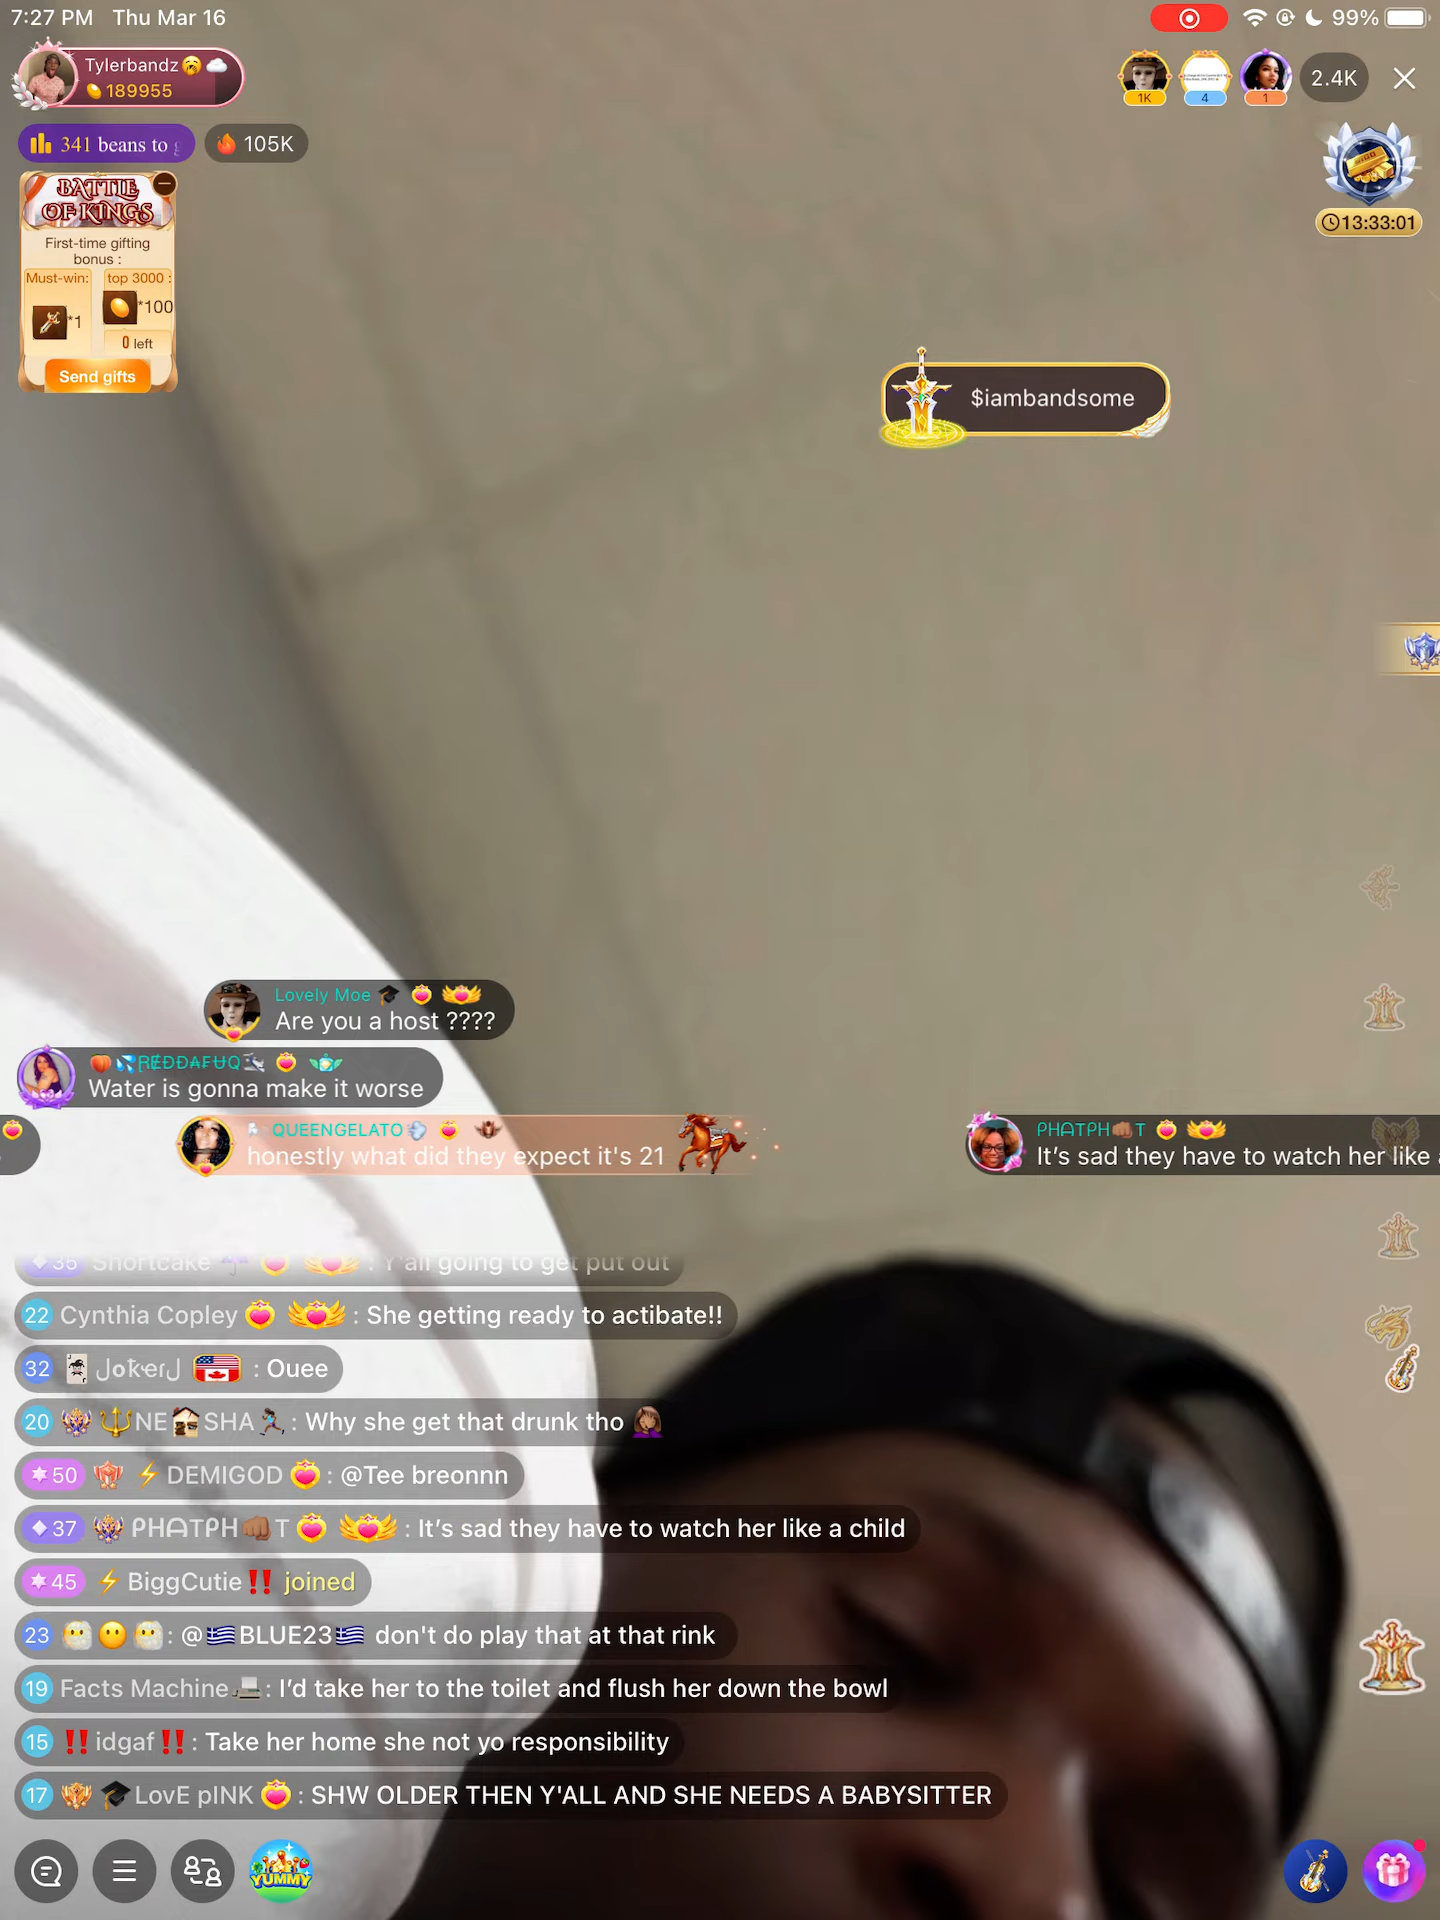 7:27 PM Thu Mar 16
99%
Tylerbandz🥱☁️
189955
1K
4
1
2.4K
341 beans to
105K
BATTLE
OF KINGS
First-time gifting
bonus :
Must-win: top 3000 :
*1 *100
0 left
Send gifts
13:33:01
$iambandsome
Lovely Moe 🎓
Are you a host ????
Water is gonna make it worse
QUEENGELATO💨
honestly what did they expect it's 21
ᑭᕼᗩTᑭᕼ👊🏽T
It’s sad they have to watch her like
35 Shortcake ☂️ : Y'all going to get put out
22 Cynthia Copley : She getting ready to actibate!!
32 : Ouee
20 🔱NE🏚️SHA🏃🏾‍♀️: Why she get that drunk tho 🤦🏽‍♀️
50 ⚡DEMIGOD : @Tee breonnn
37 ᑭᕼᗩTᑭᕼ👊🏽T : It’s sad they have to watch her like a child
45 ⚡BiggCutie‼️ joined
23 😶‍🌫️😶😶‍🌫️: @🇬🇷BLUE23🇬🇷 don't do play that at that rink
19 Facts Machine📠: I’d take her to the toilet and flush her down the bowl
15 ‼️idgaf‼️: Take her home she not yo responsibility
17 🎓LovE pINK : SHW OLDER THEN Y'ALL AND SHE NEEDS A BABYSITTER
YUMMY